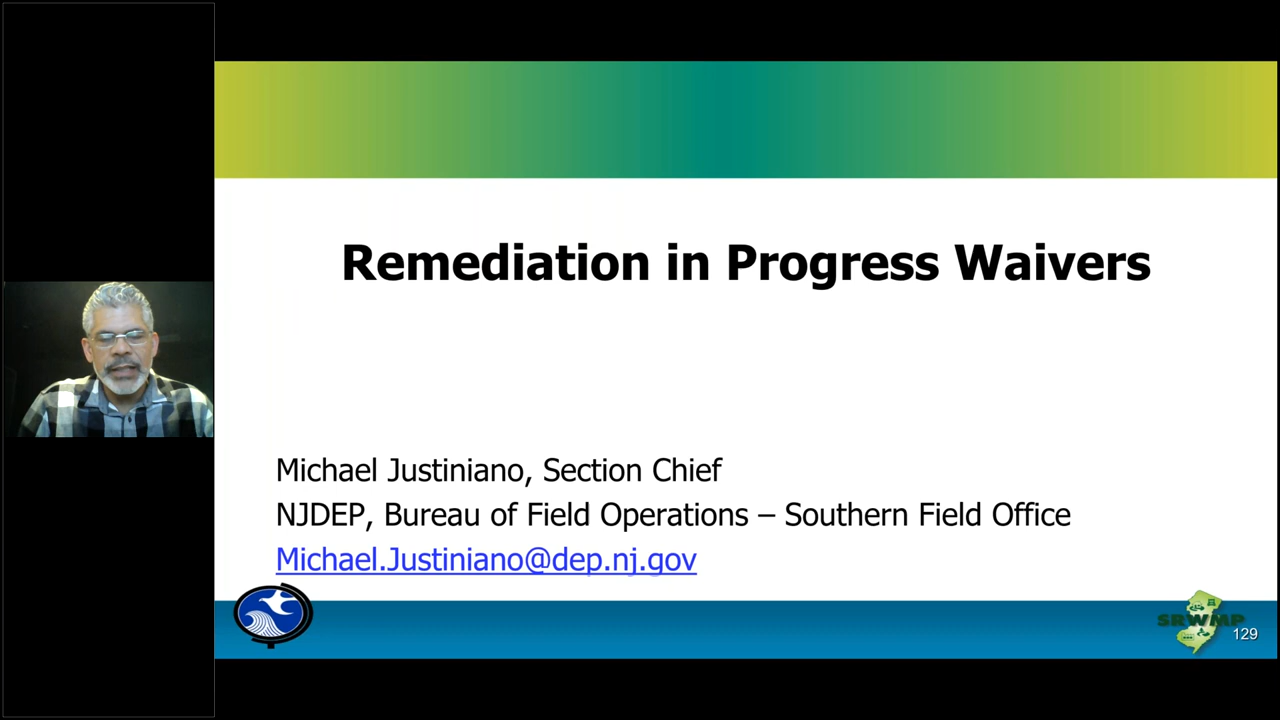 Remediation in Progress Waivers
Michael Justiniano, Section Chief
NJDEP, Bureau of Field Operations – Southern Field Office
Michael.Justiniano@dep.nj.gov
SRWMP
129